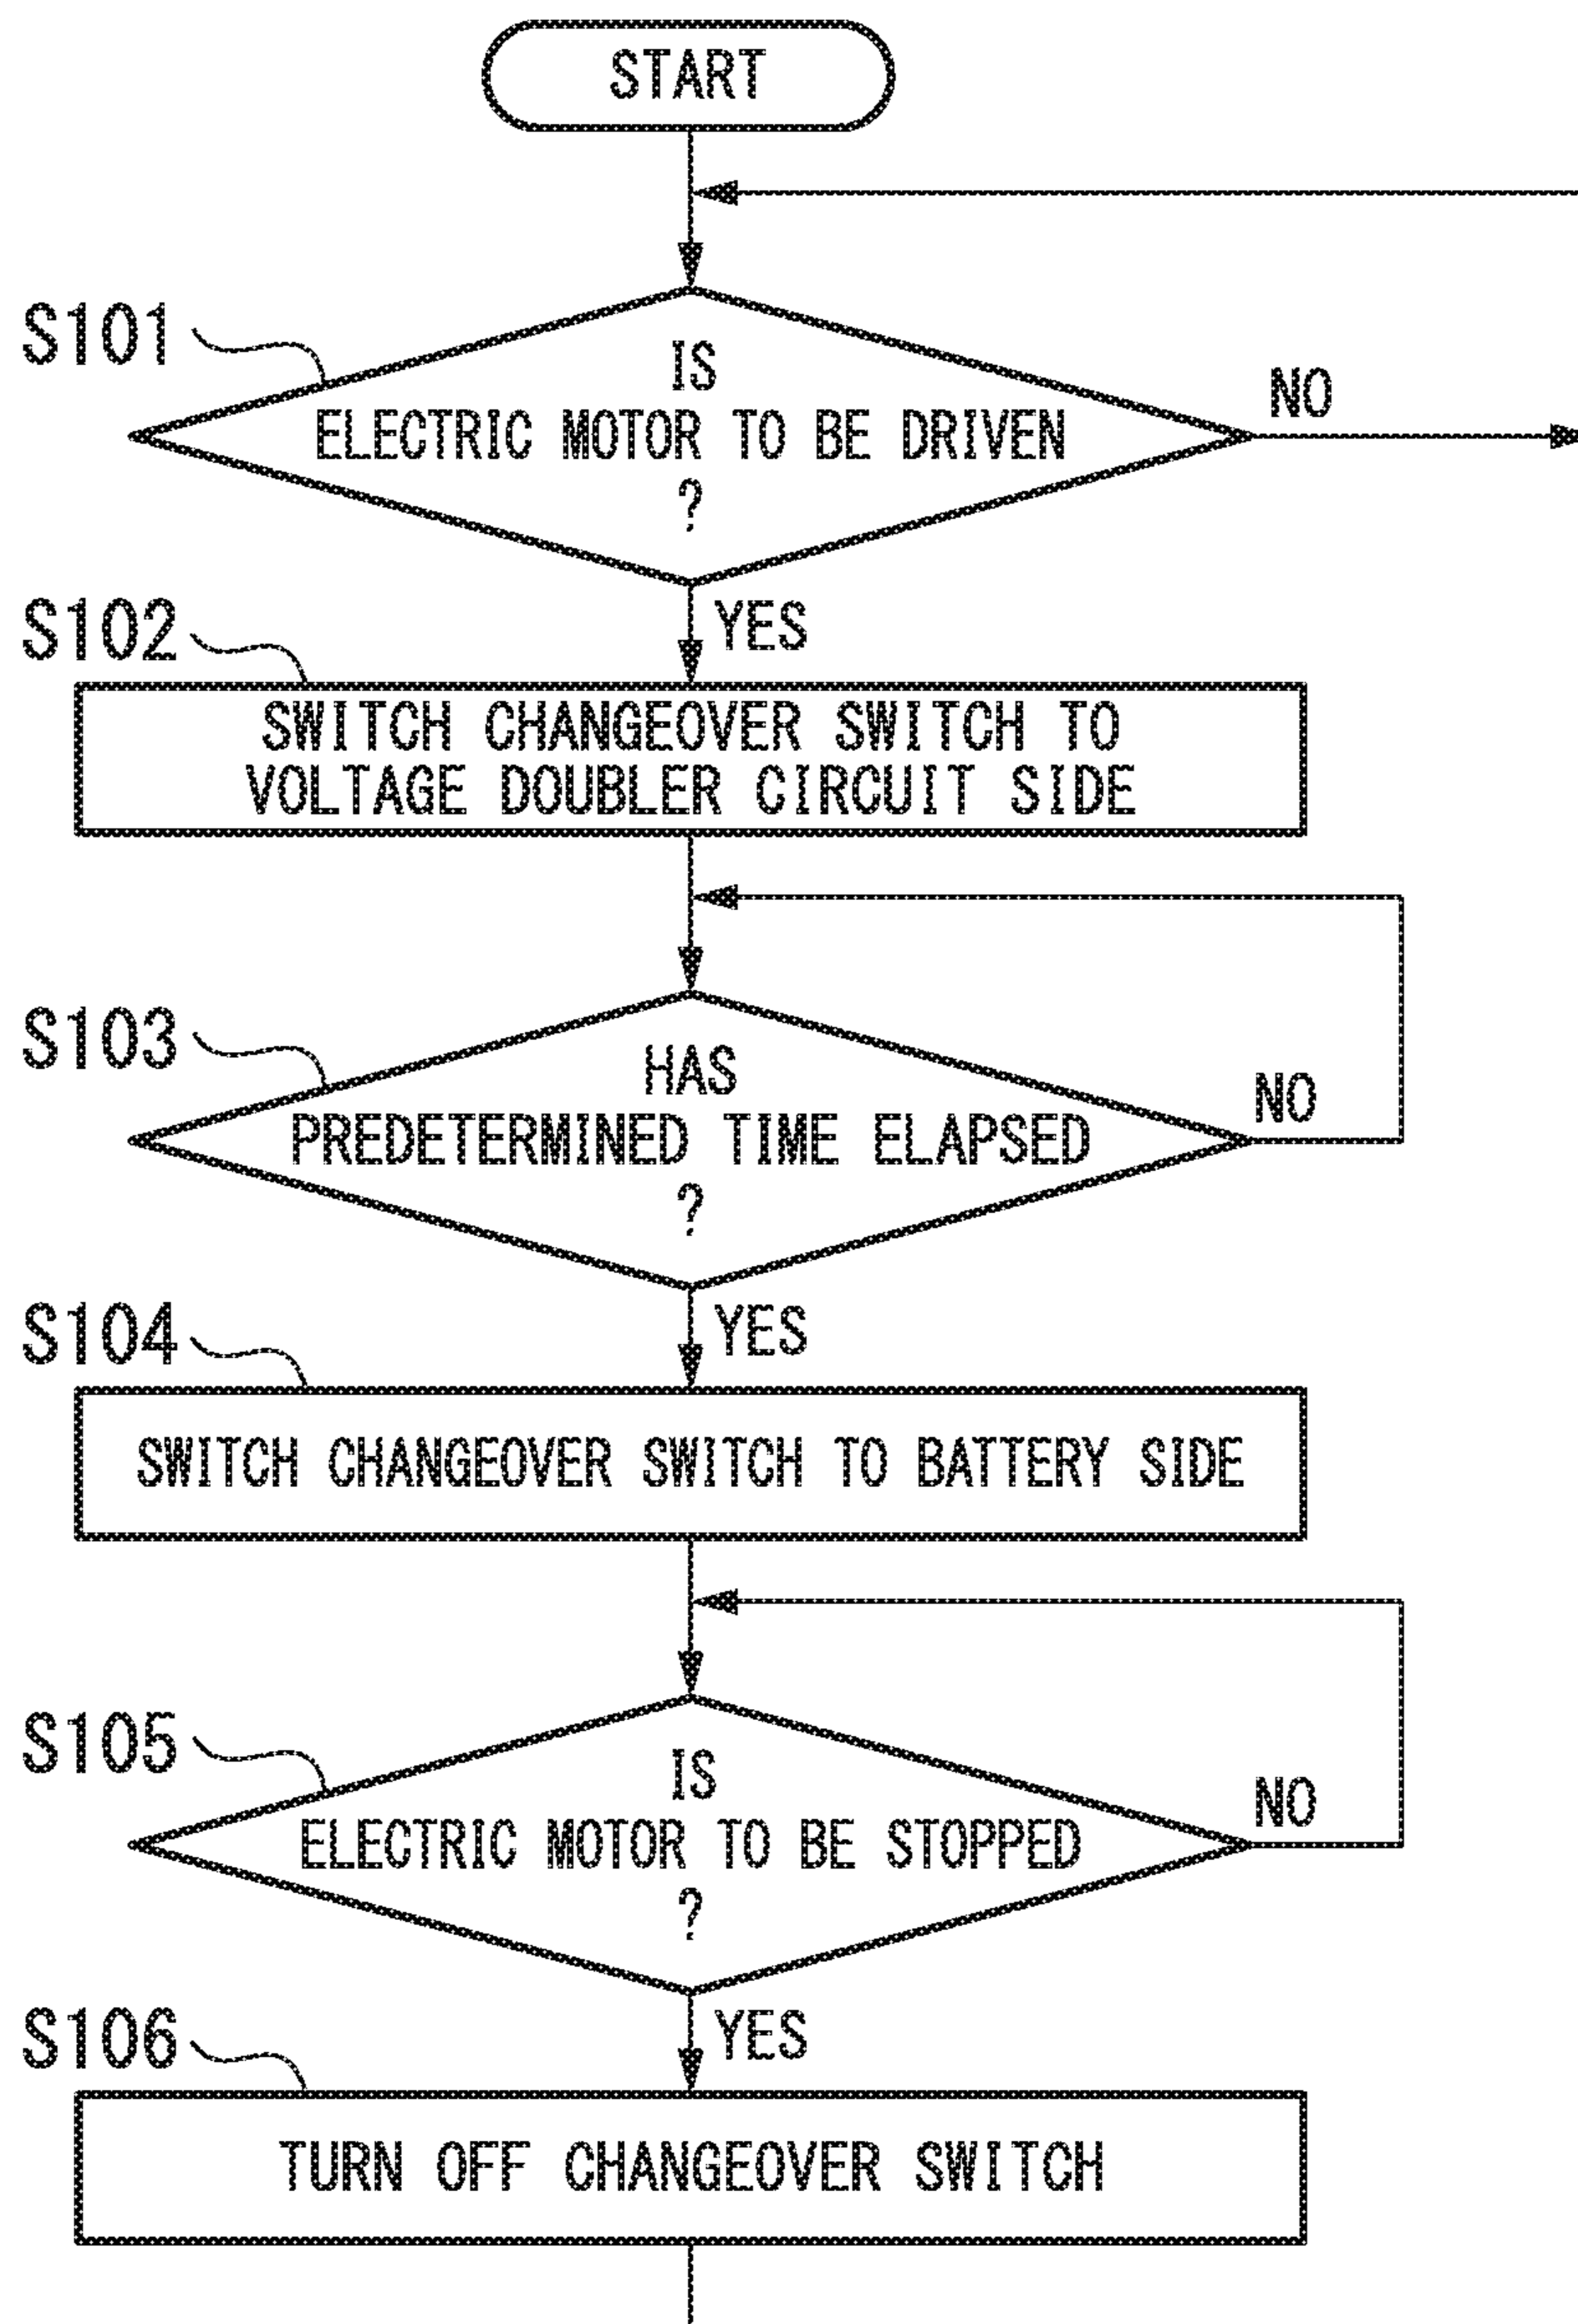 START
S101
IS
ELECTRIC MOTOR TO BE DRIVEN
?
NO
YES
S102
SWITCH CHANGEOVER SWITCH TO
VOLTAGE DOUBLER CIRCUIT SIDE
S103
HAS
PREDETERMINED TIME ELAPSED
?
NO
YES
S104
SWITCH CHANGEOVER SWITCH TO BATTERY SIDE
S105
IS
ELECTRIC MOTOR TO BE STOPPED
?
NO
YES
S106
TURN OFF CHANGEOVER SWITCH